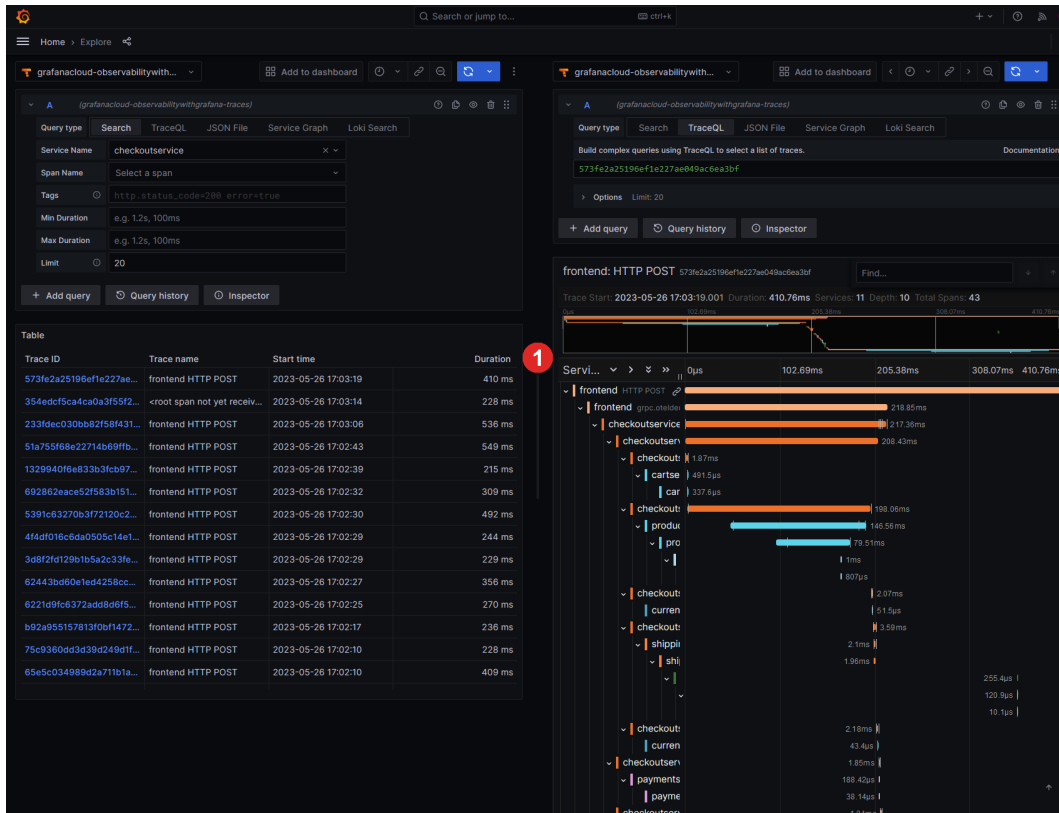 Search or jump to...
ctrl+k
Home › Explore
grafanacloud-observabilitywith...
Add to dashboard
A (grafanacloud-observabilitywithgrafana-traces)
Query type Search TraceQL JSON File Service Graph Loki Search
Service Name checkoutservice
Span Name Select a span
Tags http.status_code=200 error=true
Min Duration e.g. 1.2s, 100ms
Max Duration e.g. 1.2s, 100ms
Limit 20
+ Add query Query history Inspector
Table
Trace ID Trace name Start time Duration
573fe2a25196ef1e227ae... frontend HTTP POST 2023-05-26 17:03:19 410 ms
354edcf5ca4ca0a3f55f2... <root span not yet receiv... 2023-05-26 17:03:14 228 ms
233fdec030bb82f58f431... frontend HTTP POST 2023-05-26 17:03:06 536 ms
51a755f68e22714b69ffb... frontend HTTP POST 2023-05-26 17:02:43 549 ms
1329940f6e833b3fcb97... frontend HTTP POST 2023-05-26 17:02:39 215 ms
692862eace52f583b151... frontend HTTP POST 2023-05-26 17:02:32 309 ms
5391c63270b3f72120c2... frontend HTTP POST 2023-05-26 17:02:30 492 ms
4f4df016c6da0505c14e1... frontend HTTP POST 2023-05-26 17:02:29 244 ms
3d8f2fd129b1b5a2c33fe... frontend HTTP POST 2023-05-26 17:02:29 229 ms
62443bd60e1ed4258cc... frontend HTTP POST 2023-05-26 17:02:27 356 ms
6221d9fc6372add8d6f5... frontend HTTP POST 2023-05-26 17:02:25 270 ms
b92a955157813f0bf1472... frontend HTTP POST 2023-05-26 17:02:17 236 ms
75c9360dd3d39d249d1f... frontend HTTP POST 2023-05-26 17:02:10 228 ms
65e5c034989d2a711b1a... frontend HTTP POST 2023-05-26 17:02:10 409 ms
1
grafanacloud-observabilitywith...
Add to dashboard
A (grafanacloud-observabilitywithgrafana-traces)
Query type Search TraceQL JSON File Service Graph Loki Search
Build complex queries using TraceQL to select a list of traces. Documentation
573fe2a25196ef1e227ae049ac6ea3bf
› Options Limit: 20
+ Add query Query history Inspector
frontend: HTTP POST 573fe2a25196ef1e227ae049ac6ea3bf
Find...
Trace Start: 2023-05-26 17:03:19.001 Duration: 410.76ms Services: 11 Depth: 10 Total Spans: 43
0μs 102.69ms 205.38ms 308.07ms 410.76ms
Servi... 0μs 102.69ms 205.38ms 308.07ms 410.76ms
frontend HTTP POST
frontend grpc.otelde 218.85ms
checkoutservice 217.36ms
checkoutserv 208.43ms
checkout 1.87ms
cartse 491.5μs
car 337.6μs
checkout 198.06ms
produc 146.56ms
pro 79.51ms
1ms
807μs
checkout 2.07ms
curren 51.5μs
checkout 3.59ms
shippi 2.1ms
shi 1.96ms
255.4μs
120.9μs
10.1μs
checkout 2.18ms
curren 43.4μs
checkoutserv 1.85ms
payments 188.42μs
payme 38.14μs